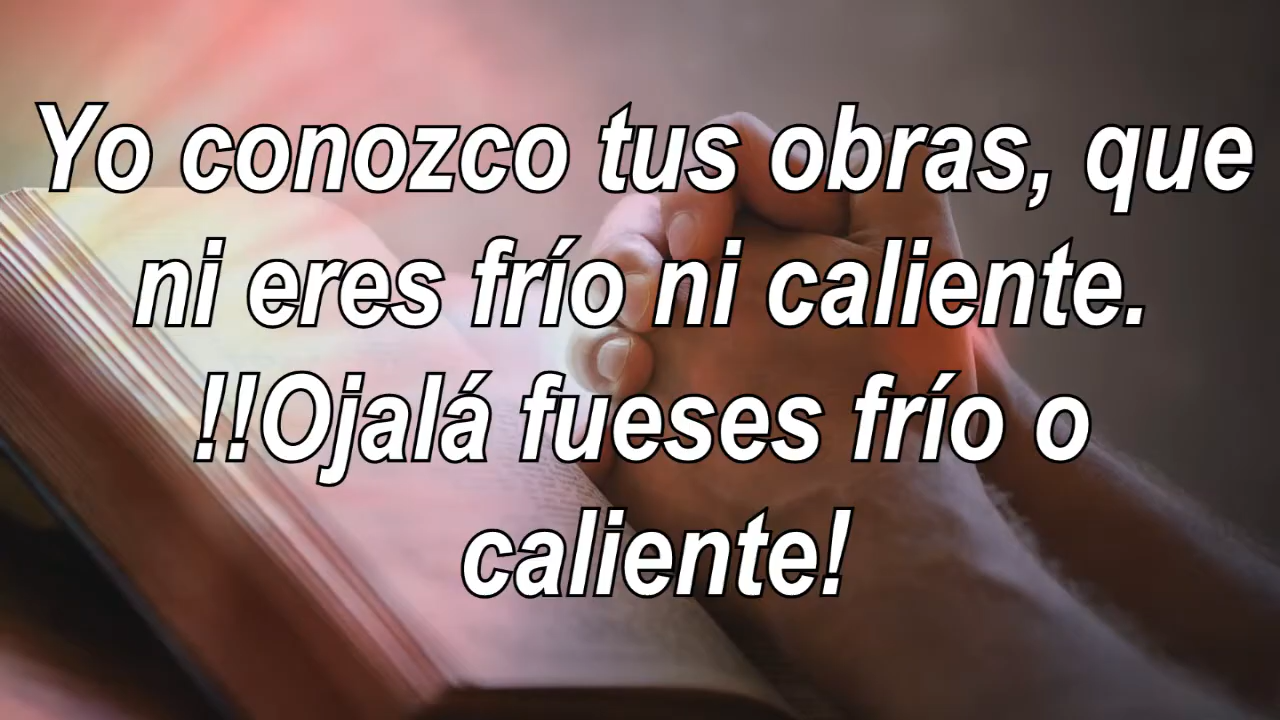 Yo conozco tus obras, que
ni eres frío ni caliente.
!!Ojalá fueses frío o
caliente!